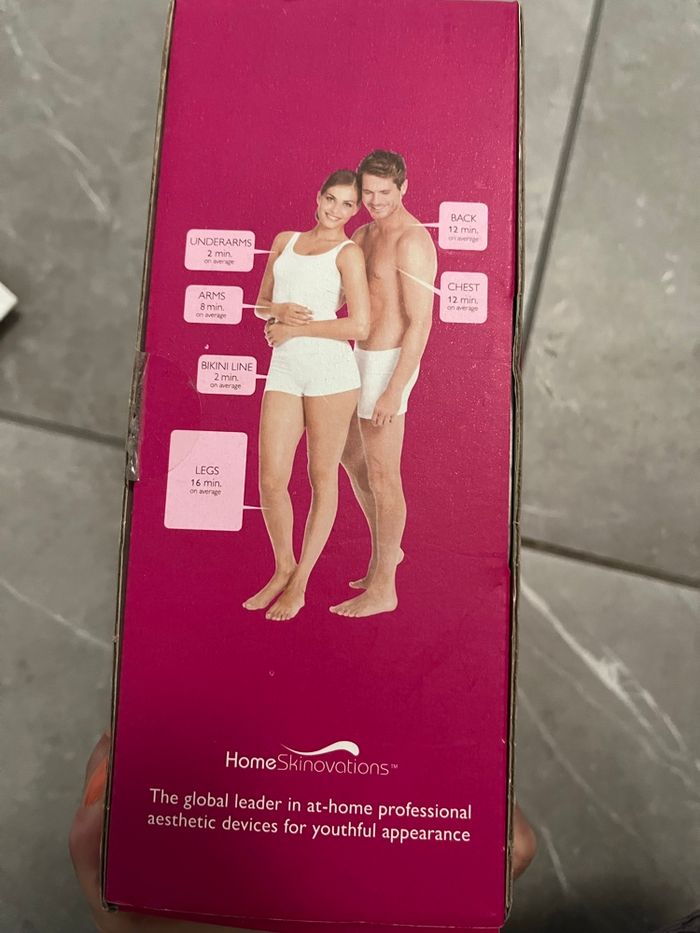 UNDERARMS
2 min.
on average
ARMS
8 min.
on average
BIKINI LINE
2 min.
on average
LEGS
16 min.
on average
BACK
12 min.
on average
CHEST
12 min.
on average
HomeSkinovations™
The global leader in at-home professional
aesthetic devices for youthful appearance